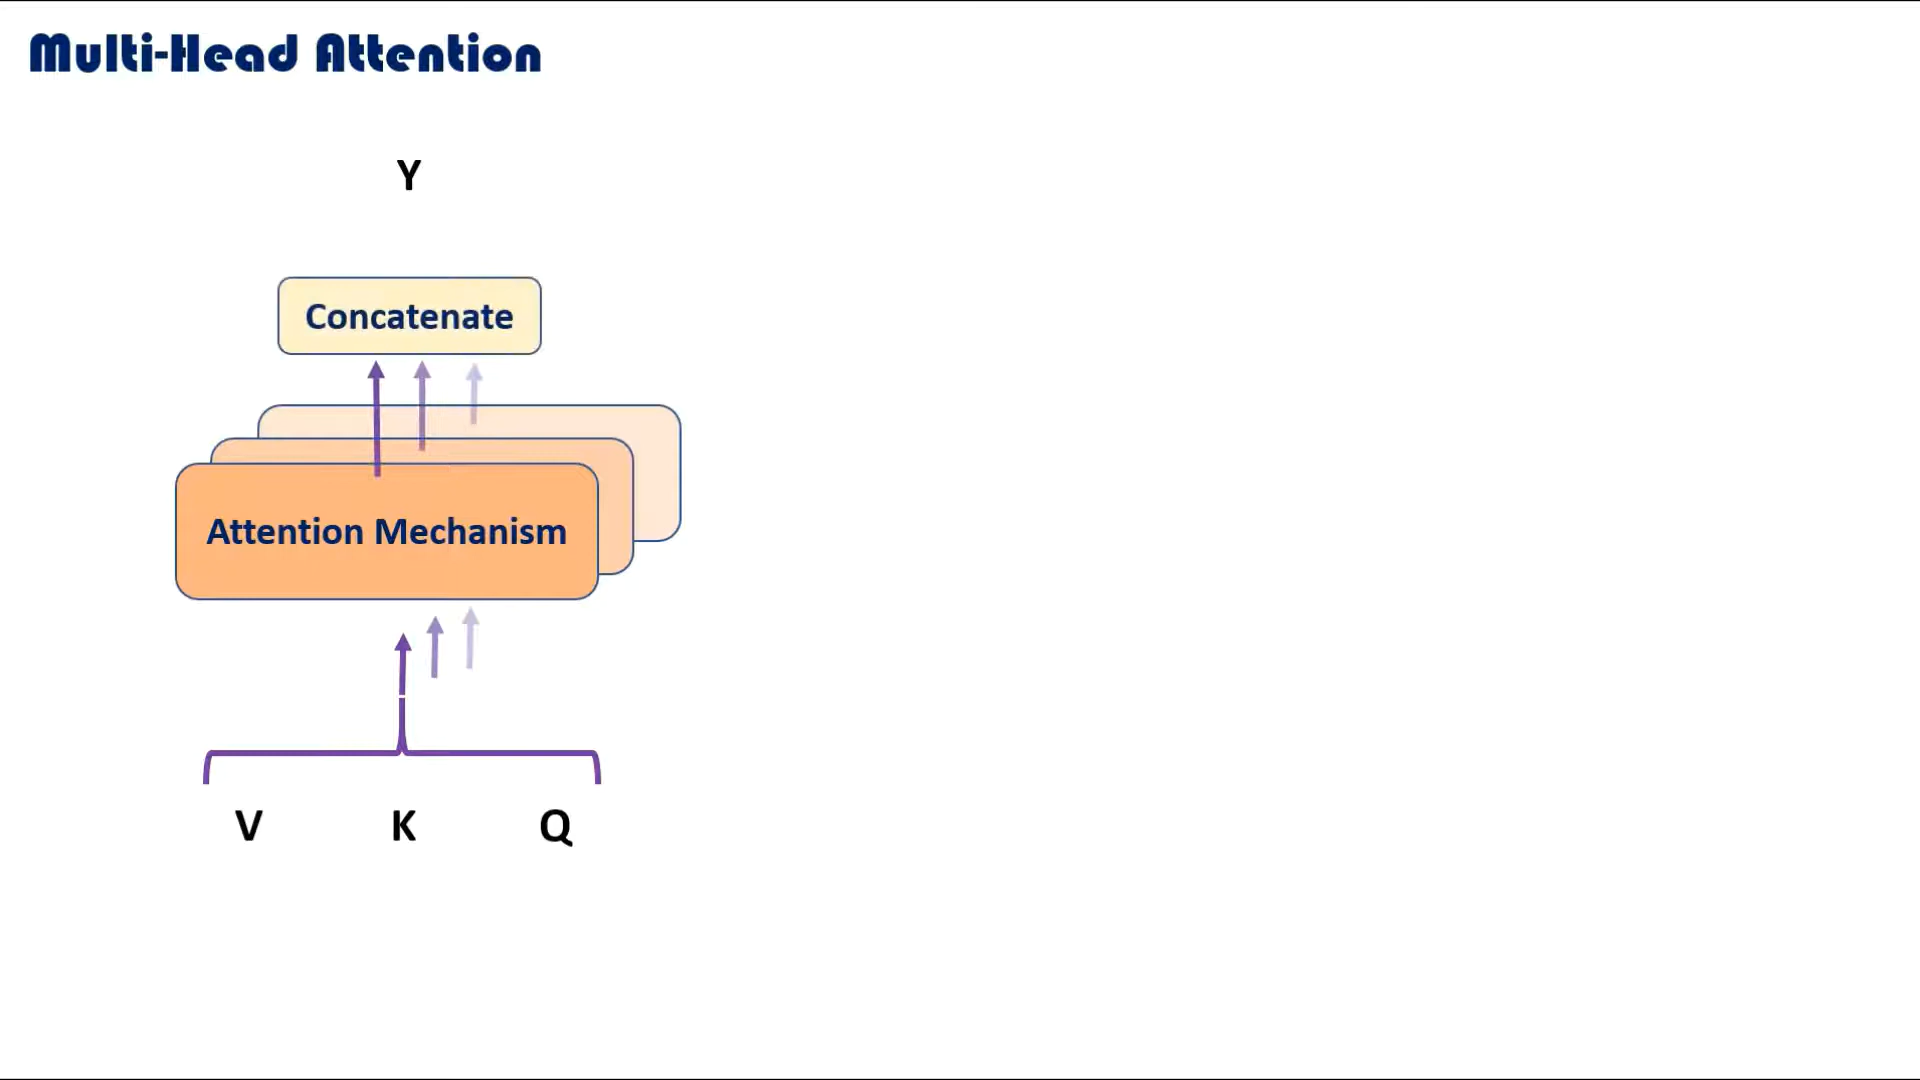 Multi-Head Attention
Y
Concatenate
Attention Mechanism
V K Q